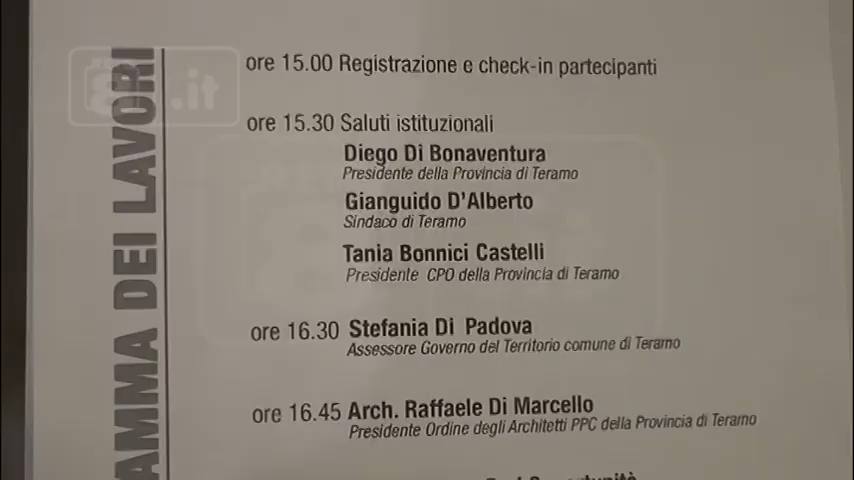 AMMA DEI LAVORI
ore 15.00 Registrazione e check-in partecipanti
ore 15.30 Saluti istituzionali
Diego Di Bonaventura
Presidente della Provincia di Teramo
Gianguido D'Alberto
Sindaco di Teramo
Tania Bonnici Castelli
Presidente CPO della Provincia di Teramo
ore 16.30 Stefania Di Padova
Assessore Governo del Territorio comune di Teramo
ore 16.45 Arch. Raffaele Di Marcello
Presidente Ordine degli Architetti PPC della Provincia di Teramo
8 .it